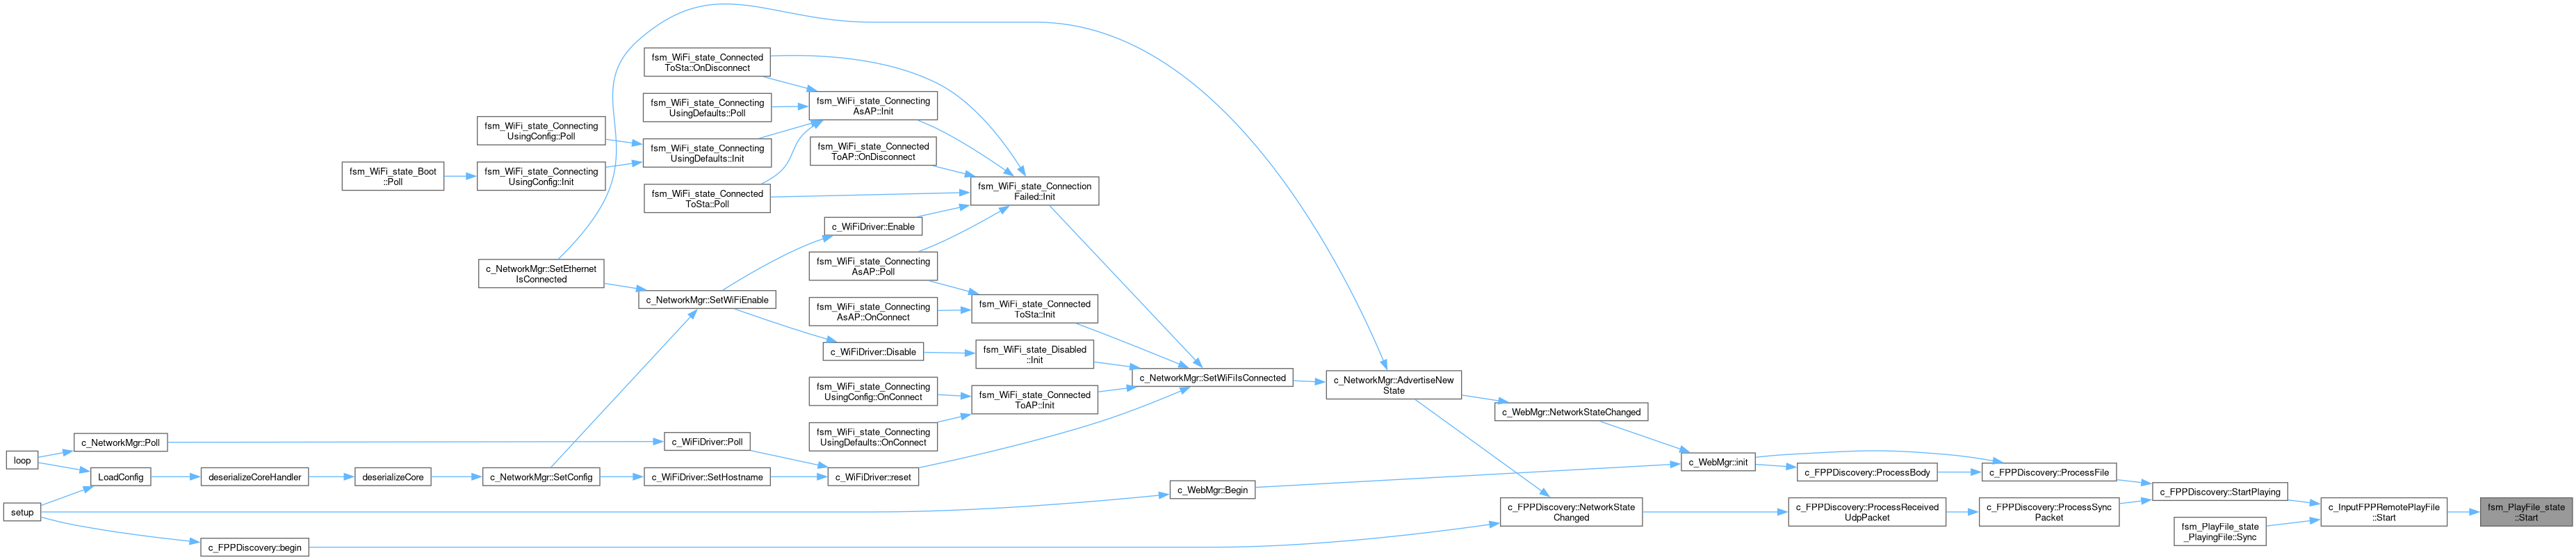 fsm_WiFi_state_Connected
ToSta::OnDisconnect
fsm_WiFi_state_Connecting
UsingDefaults::Poll
fsm_WiFi_state_Connecting
AsAP::Init
fsm_WiFi_state_Connecting
UsingConfig::Poll
fsm_WiFi_state_Connecting
UsingDefaults::Init
fsm_WiFi_state_Connected
ToAP::OnDisconnect
fsm_WiFi_state_Boot
::Poll
fsm_WiFi_state_Connecting
UsingConfig::Init
fsm_WiFi_state_Connected
ToSta::Poll
fsm_WiFi_state_Connection
Failed::Init
c_WiFiDriver::Enable
c_NetworkMgr::SetEthernet
IsConnected
fsm_WiFi_state_Connecting
AsAP::Poll
c_NetworkMgr::SetWiFiEnable
fsm_WiFi_state_Connecting
AsAP::OnConnect
fsm_WiFi_state_Connected
ToSta::Init
c_WiFiDriver::Disable
fsm_WiFi_state_Disabled
::Init
c_NetworkMgr::SetWiFiIsConnected
c_NetworkMgr::AdvertiseNew
State
fsm_WiFi_state_Connecting
UsingConfig::OnConnect
fsm_WiFi_state_Connected
ToAP::Init
c_WebMgr::NetworkStateChanged
fsm_WiFi_state_Connecting
UsingDefaults::OnConnect
c_NetworkMgr::Poll
c_WiFiDriver::Poll
loop
LoadConfig
deserializeCoreHandler
deserializeCore
c_NetworkMgr::SetConfig
c_WiFiDriver::SetHostname
c_WiFiDriver::reset
c_WebMgr::init
c_FPPDiscovery::ProcessBody
c_FPPDiscovery::ProcessFile
c_WebMgr::Begin
c_FPPDiscovery::StartPlaying
setup
c_FPPDiscovery::NetworkState
Changed
c_FPPDiscovery::ProcessReceived
UdpPacket
c_FPPDiscovery::ProcessSync
Packet
c_InputFPPRemotePlayFile
::Start
fsm_PlayFile_state
::Start
fsm_PlayFile_state
_PlayingFile::Sync
c_FPPDiscovery::begin